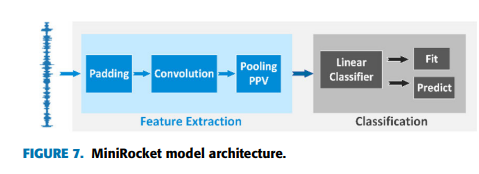 Padding
Convolution
Pooling
PPV
Linear
Classifier
Fit
Predict
Feature Extraction
Classification
FIGURE 7. MiniRocket model architecture.